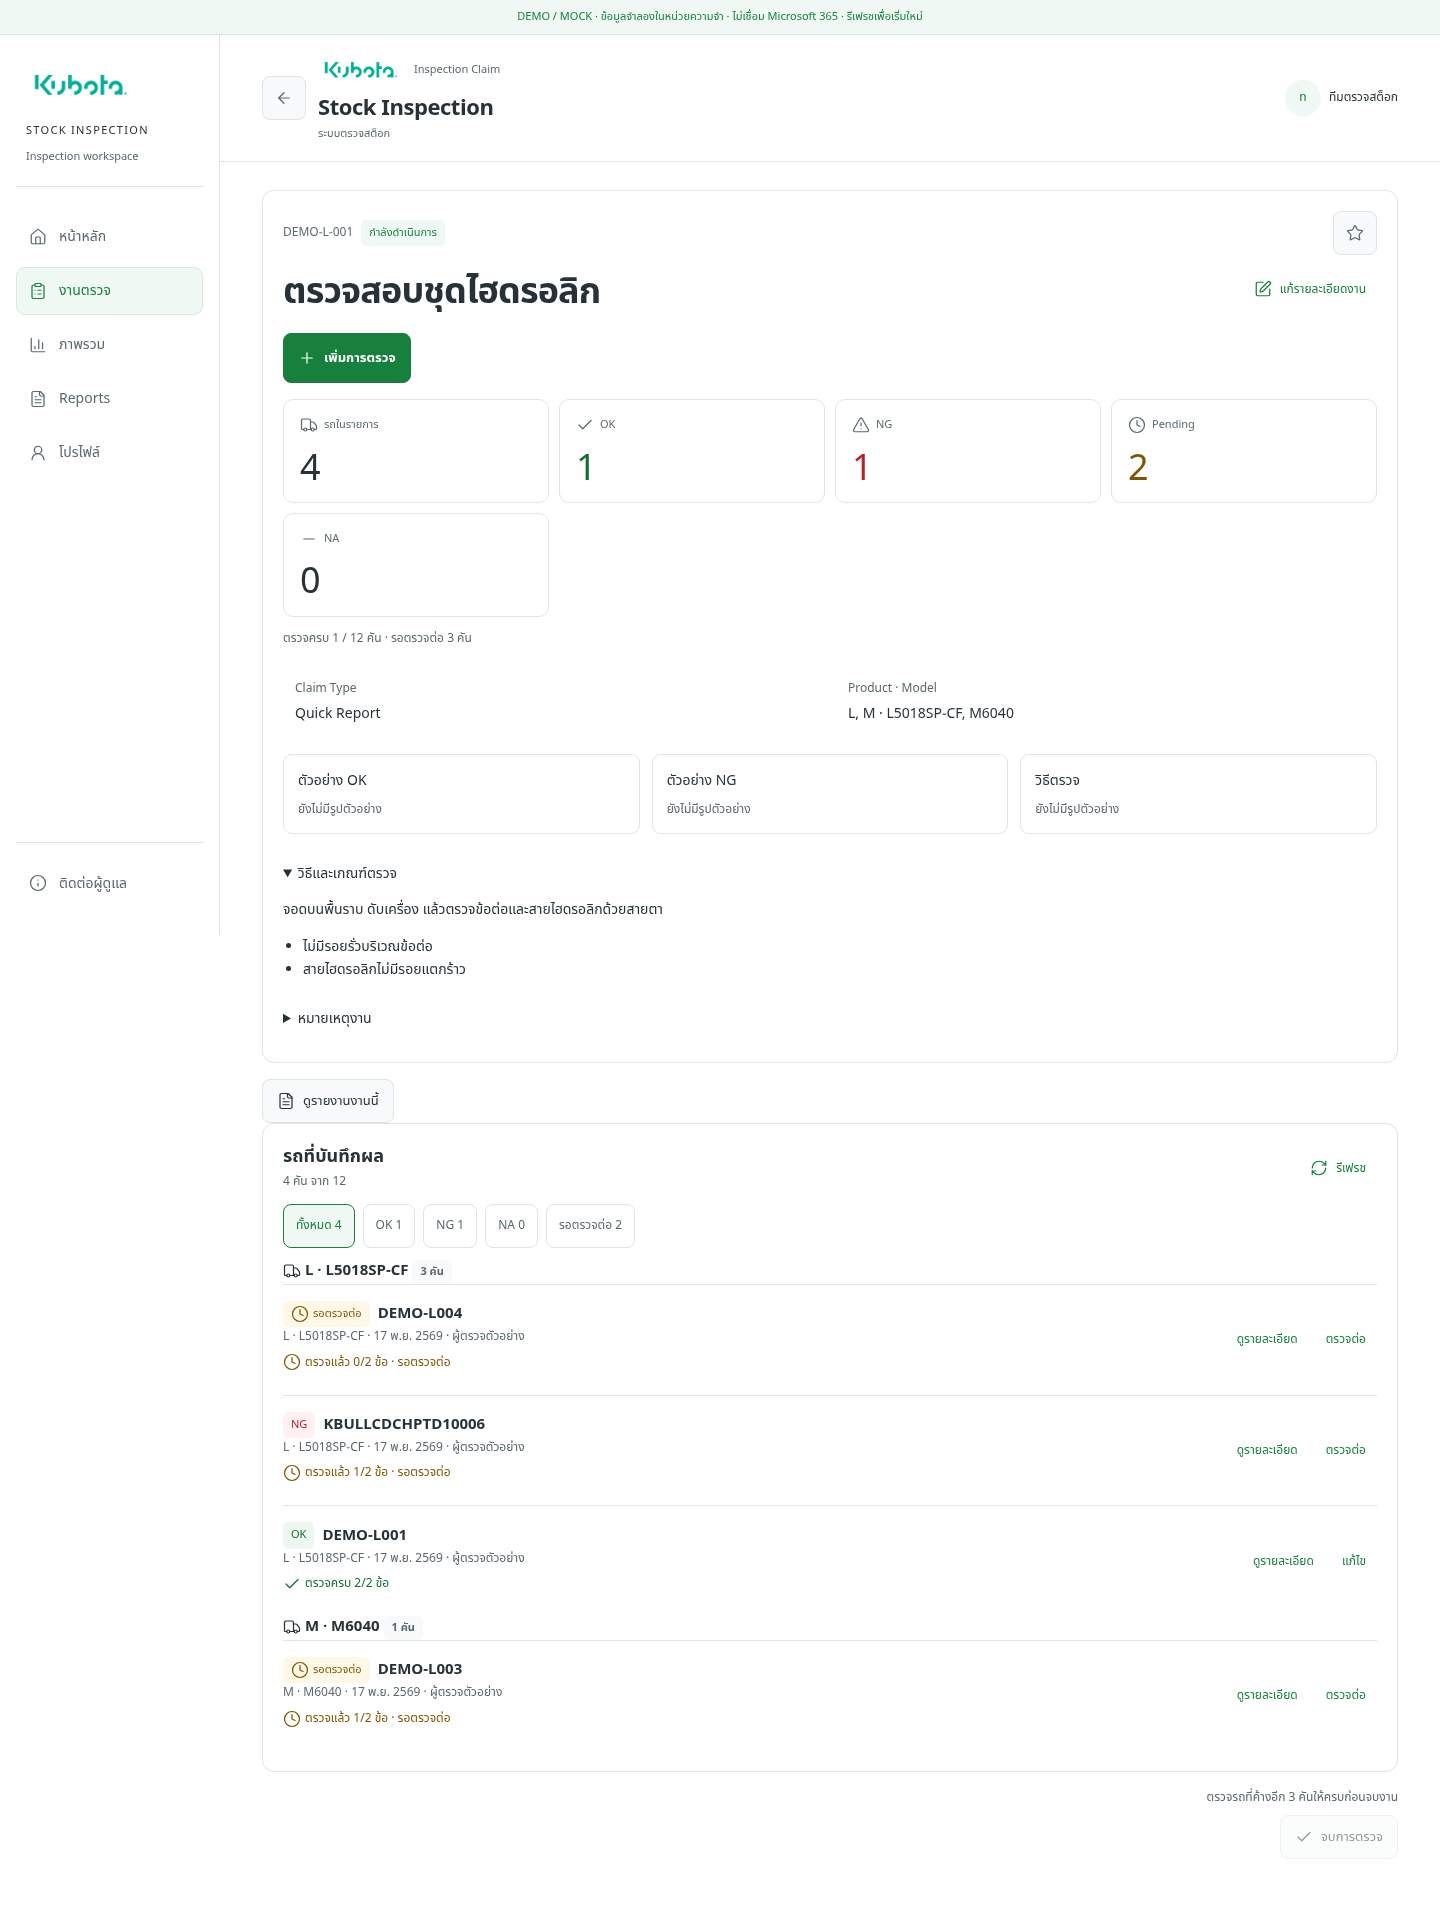 DEMO / MOCK · ข้อมูลจำลองในหน่วยความจำ · ไม่เชื่อม Microsoft 365 · รีเฟรชเพื่อเริ่มใหม่
Kubota
STOCK INSPECTION
Inspection workspace
หน้าหลัก
งานตรวจ
ภาพรวม
Reports
โปรไฟล์
ติดต่อผู้ดูแล
Kubota
Inspection Claim
Stock Inspection
ระบบตรวจสต็อก
ท
ทีมตรวจสต็อก
DEMO-L-001
กำลังดำเนินการ
ตรวจสอบชุดไฮดรอลิก
แก้รายละเอียดงาน
เพิ่มการตรวจ
รถในรายการ
4
OK
1
NG
1
Pending
2
NA
0
ตรวจครบ 1 / 12 คัน · รอตรวจต่อ 3 คัน
Claim Type
Quick Report
Product · Model
L, M · L5018SP-CF, M6040
ตัวอย่าง OK
ยังไม่มีรูปตัวอย่าง
ตัวอย่าง NG
ยังไม่มีรูปตัวอย่าง
วิธีตรวจ
ยังไม่มีรูปตัวอย่าง
วิธีและเกณฑ์ตรวจ
จอดบนพื้นราบ ดับเครื่อง แล้วตรวจข้อต่อและสายไฮดรอลิกด้วยสายตา
ไม่มีรอยรั่วบริเวณข้อต่อ
สายไฮดรอลิกไม่มีรอยแตกร้าว
หมายเหตุงาน
ดูรายงานงานนี้
รถที่บันทึกผล
4 คัน จาก 12
รีเฟรช
ทั้งหมด 4
OK 1
NG 1
NA 0
รอตรวจต่อ 2
L · L5018SP-CF 3 คัน
รอตรวจต่อ DEMO-L004
L · L5018SP-CF · 17 พ.ย. 2569 · ผู้ตรวจตัวอย่าง
ตรวจแล้ว 0/2 ข้อ · รอตรวจต่อ
ดูรายละเอียด ตรวจต่อ
NG KBULLCDCHPTD10006
L · L5018SP-CF · 17 พ.ย. 2569 · ผู้ตรวจตัวอย่าง
ตรวจแล้ว 1/2 ข้อ · รอตรวจต่อ
ดูรายละเอียด ตรวจต่อ
OK DEMO-L001
L · L5018SP-CF · 17 พ.ย. 2569 · ผู้ตรวจตัวอย่าง
ตรวจครบ 2/2 ข้อ
ดูรายละเอียด แก้ไข
M · M6040 1 คัน
รอตรวจต่อ DEMO-L003
M · M6040 · 17 พ.ย. 2569 · ผู้ตรวจตัวอย่าง
ตรวจแล้ว 1/2 ข้อ · รอตรวจต่อ
ดูรายละเอียด ตรวจต่อ
ตรวจรถที่ค้างอีก 3 คันให้ครบก่อนจบงาน
จบการตรวจ